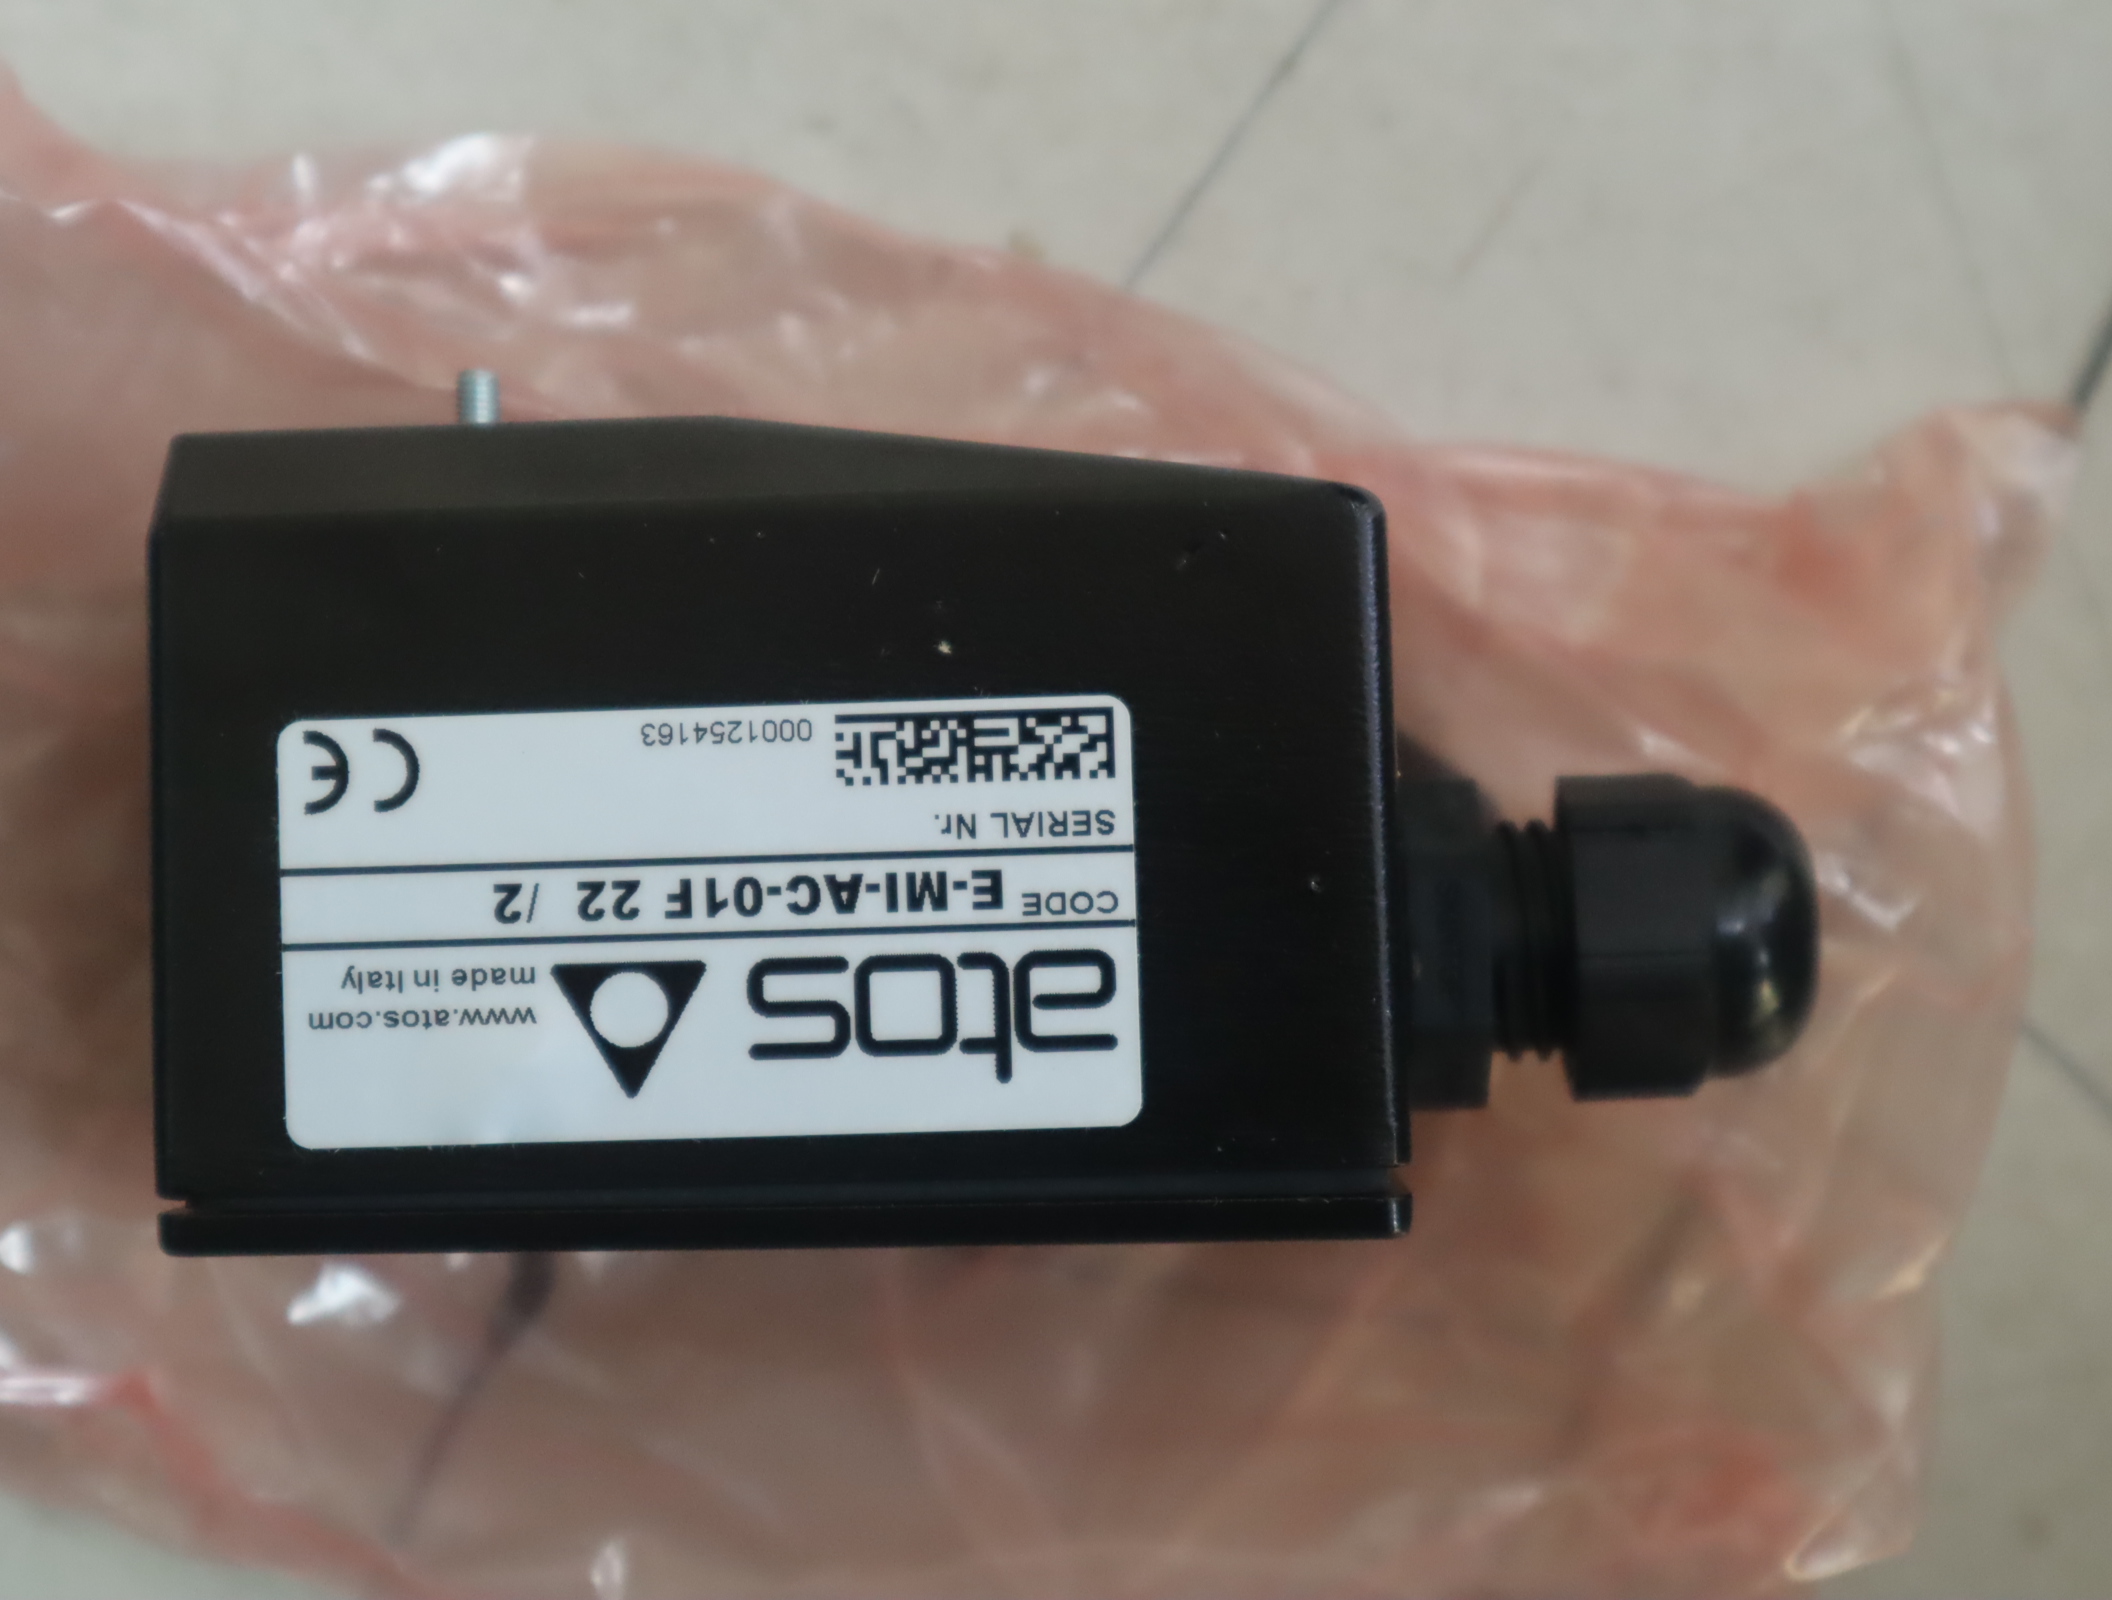 atos
www.atos.com
made in Italy
CODE E-MI-AC-01F 22 /2
SERIAL Nr.
0001254163
CE